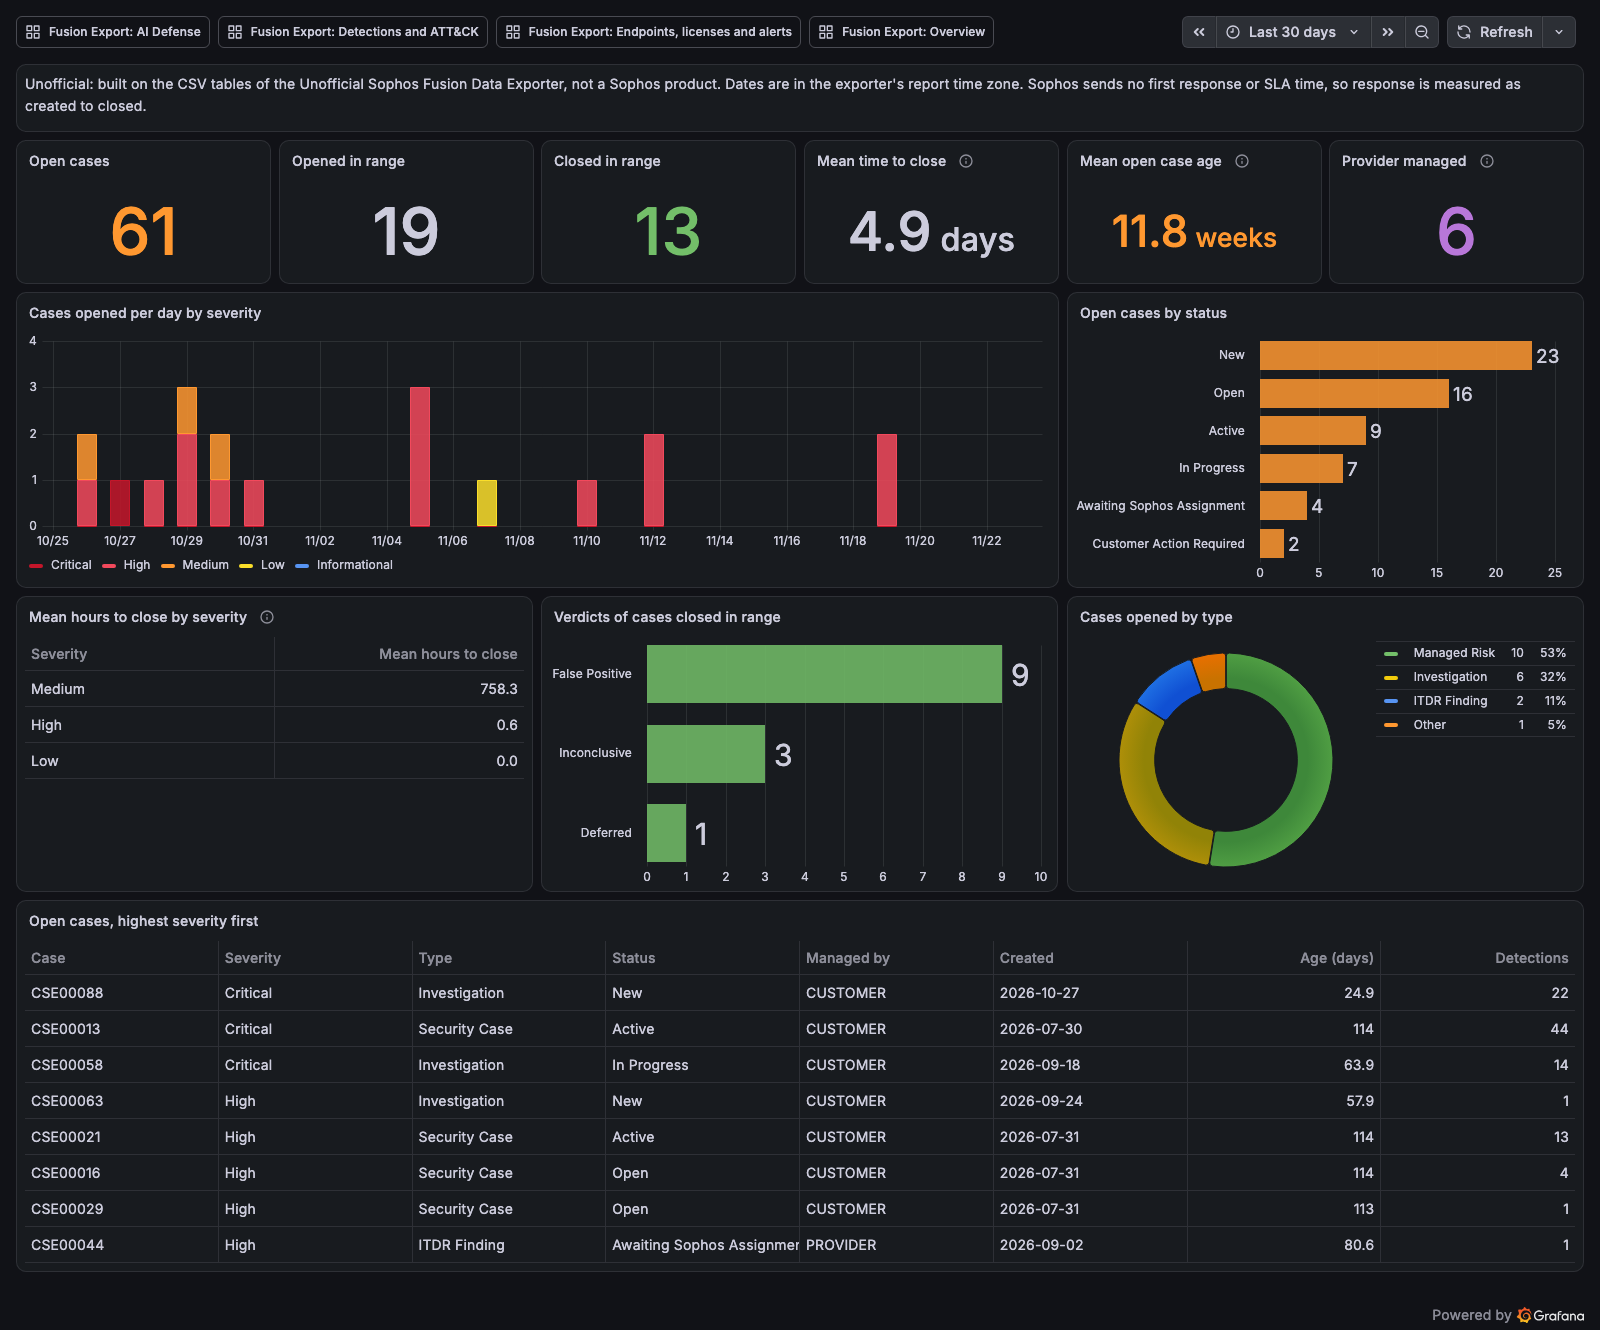 Fusion Export: AI Defense
Fusion Export: Detections and ATT&CK
Fusion Export: Endpoints, licenses and alerts
Fusion Export: Overview
Last 30 days
Refresh
Unofficial: built on the CSV tables of the Unofficial Sophos Fusion Data Exporter, not a Sophos product. Dates are in the exporter's report time zone. Sophos sends no first response or SLA time, so response is measured as
created to closed.
Open cases
61
Opened in range
19
Closed in range
13
Mean time to close
4.9 days
Mean open case age
11.8 weeks
Provider managed
6
Cases opened per day by severity
4
3
2
1
0
10/25 10/27 10/29 10/31 11/02 11/04 11/06 11/08 11/10 11/12 11/14 11/16 11/18 11/20 11/22
Critical High Medium Low Informational
Open cases by status
New 23
Open 16
Active 9
In Progress 7
Awaiting Sophos Assignment 4
Customer Action Required 2
0 5 10 15 20 25
Mean hours to close by severity
Severity Mean hours to close
Medium 758.3
High 0.6
Low 0.0
Verdicts of cases closed in range
False Positive 9
Inconclusive 3
Deferred 1
0 1 2 3 4 5 6 7 8 9 10
Cases opened by type
Managed Risk 10 53%
Investigation 6 32%
ITDR Finding 2 11%
Other 1 5%
Open cases, highest severity first
Case Severity Type Status Managed by Created Age (days) Detections
CSE00088 Critical Investigation New CUSTOMER 2026-10-27 24.9 22
CSE00013 Critical Security Case Active CUSTOMER 2026-07-30 114 44
CSE00058 Critical Investigation In Progress CUSTOMER 2026-09-18 63.9 14
CSE00063 High Investigation New CUSTOMER 2026-09-24 57.9 1
CSE00021 High Security Case Active CUSTOMER 2026-07-31 114 13
CSE00016 High Security Case Open CUSTOMER 2026-07-31 114 4
CSE00029 High Security Case Open CUSTOMER 2026-07-31 113 1
CSE00044 High ITDR Finding Awaiting Sophos Assignmen PROVIDER 2026-09-02 80.6 1
Powered by Grafana